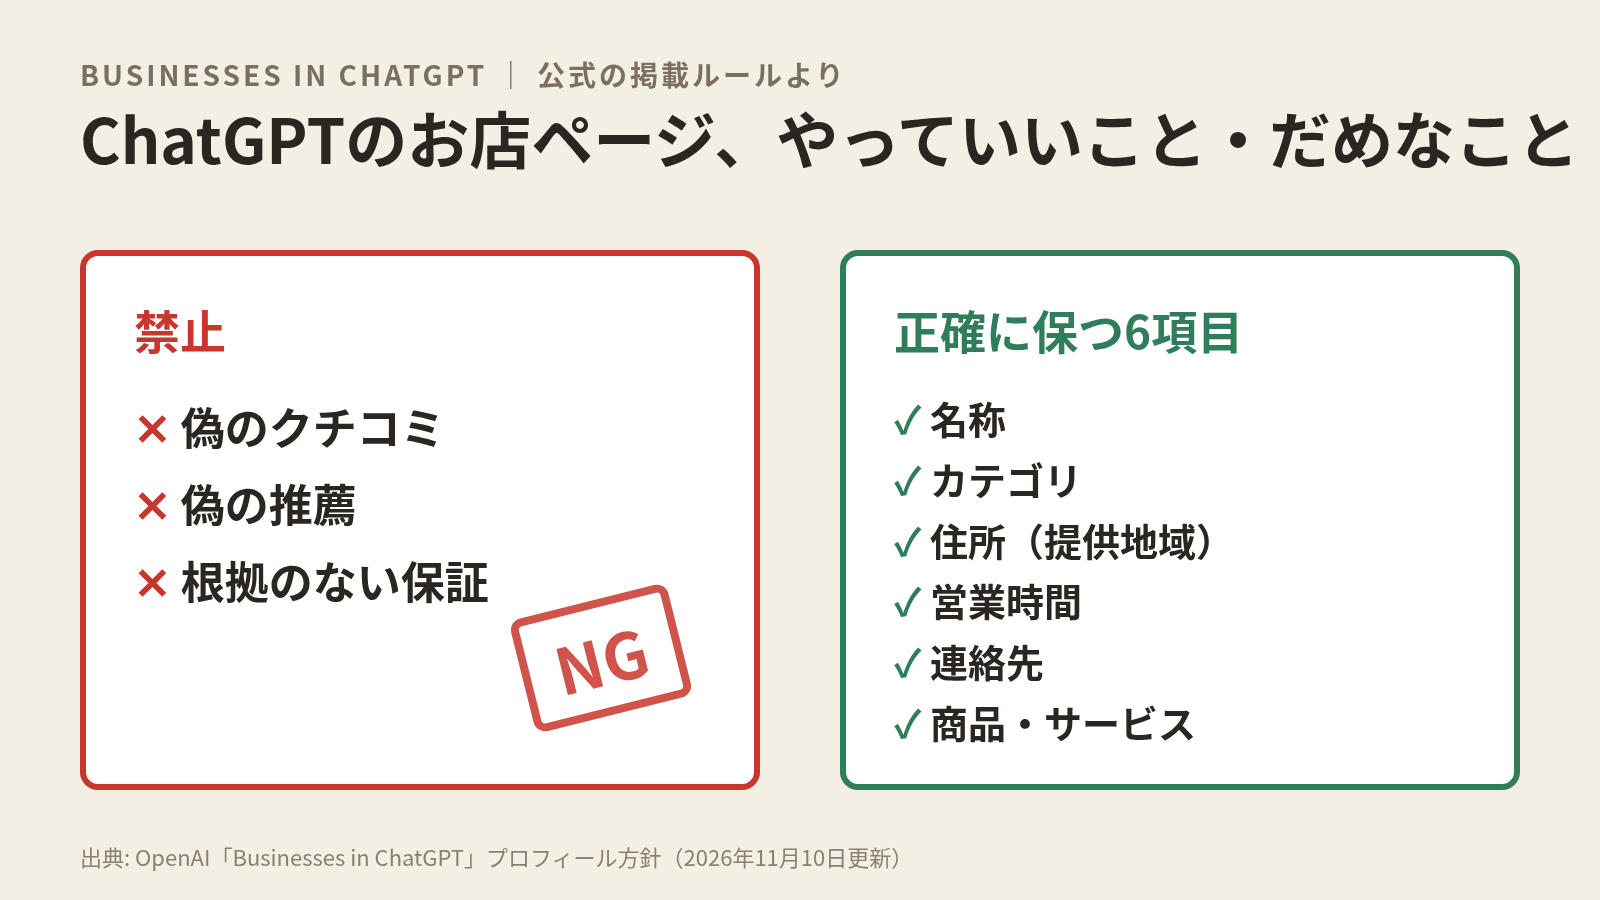 BUSINESSES IN CHATGPT ｜ 公式の掲載ルールより
ChatGPTのお店ページ、やっていいこと・だめなこと
禁止
✕ 偽のクチコミ
✕ 偽の推薦
✕ 根拠のない保証
NG
正確に保つ6項目
✓ 名称
✓ カテゴリ
✓ 住所（提供地域）
✓ 営業時間
✓ 連絡先
✓ 商品・サービス
出典: OpenAI「Businesses in ChatGPT」プロフィール方針（2026年11月10日更新）